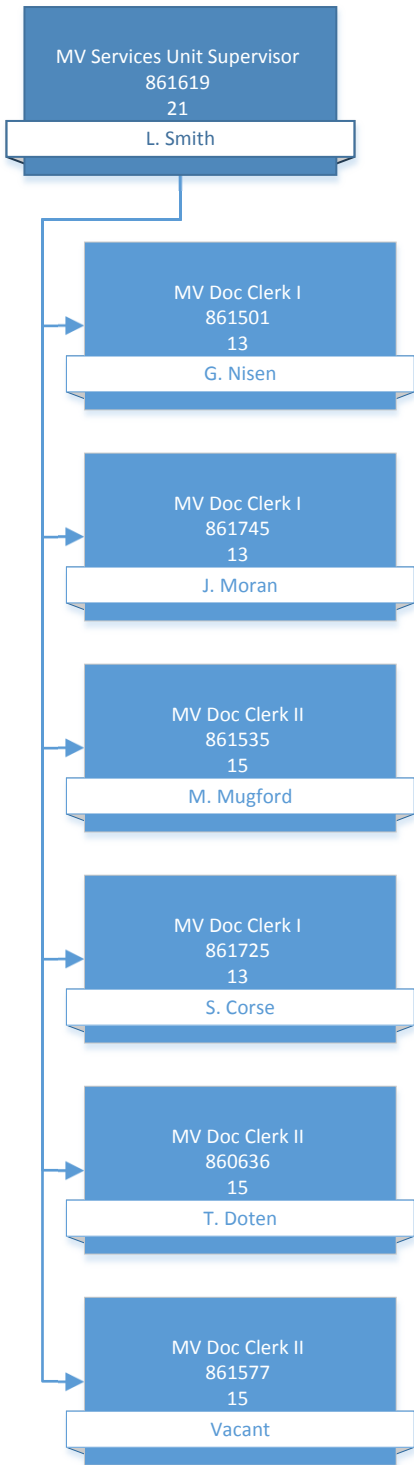 MV Services Unit Supervisor
861619
21
L. Smith
MV Doc Clerk I
861501
13
G. Nisen
MV Doc Clerk I
861745
13
J. Moran
MV Doc Clerk II
861535
15
M. Mugford
MV Doc Clerk I
861725
13
S. Corse
MV Doc Clerk II
860636
15
T. Doten
MV Doc Clerk II
861577
15
Vacant